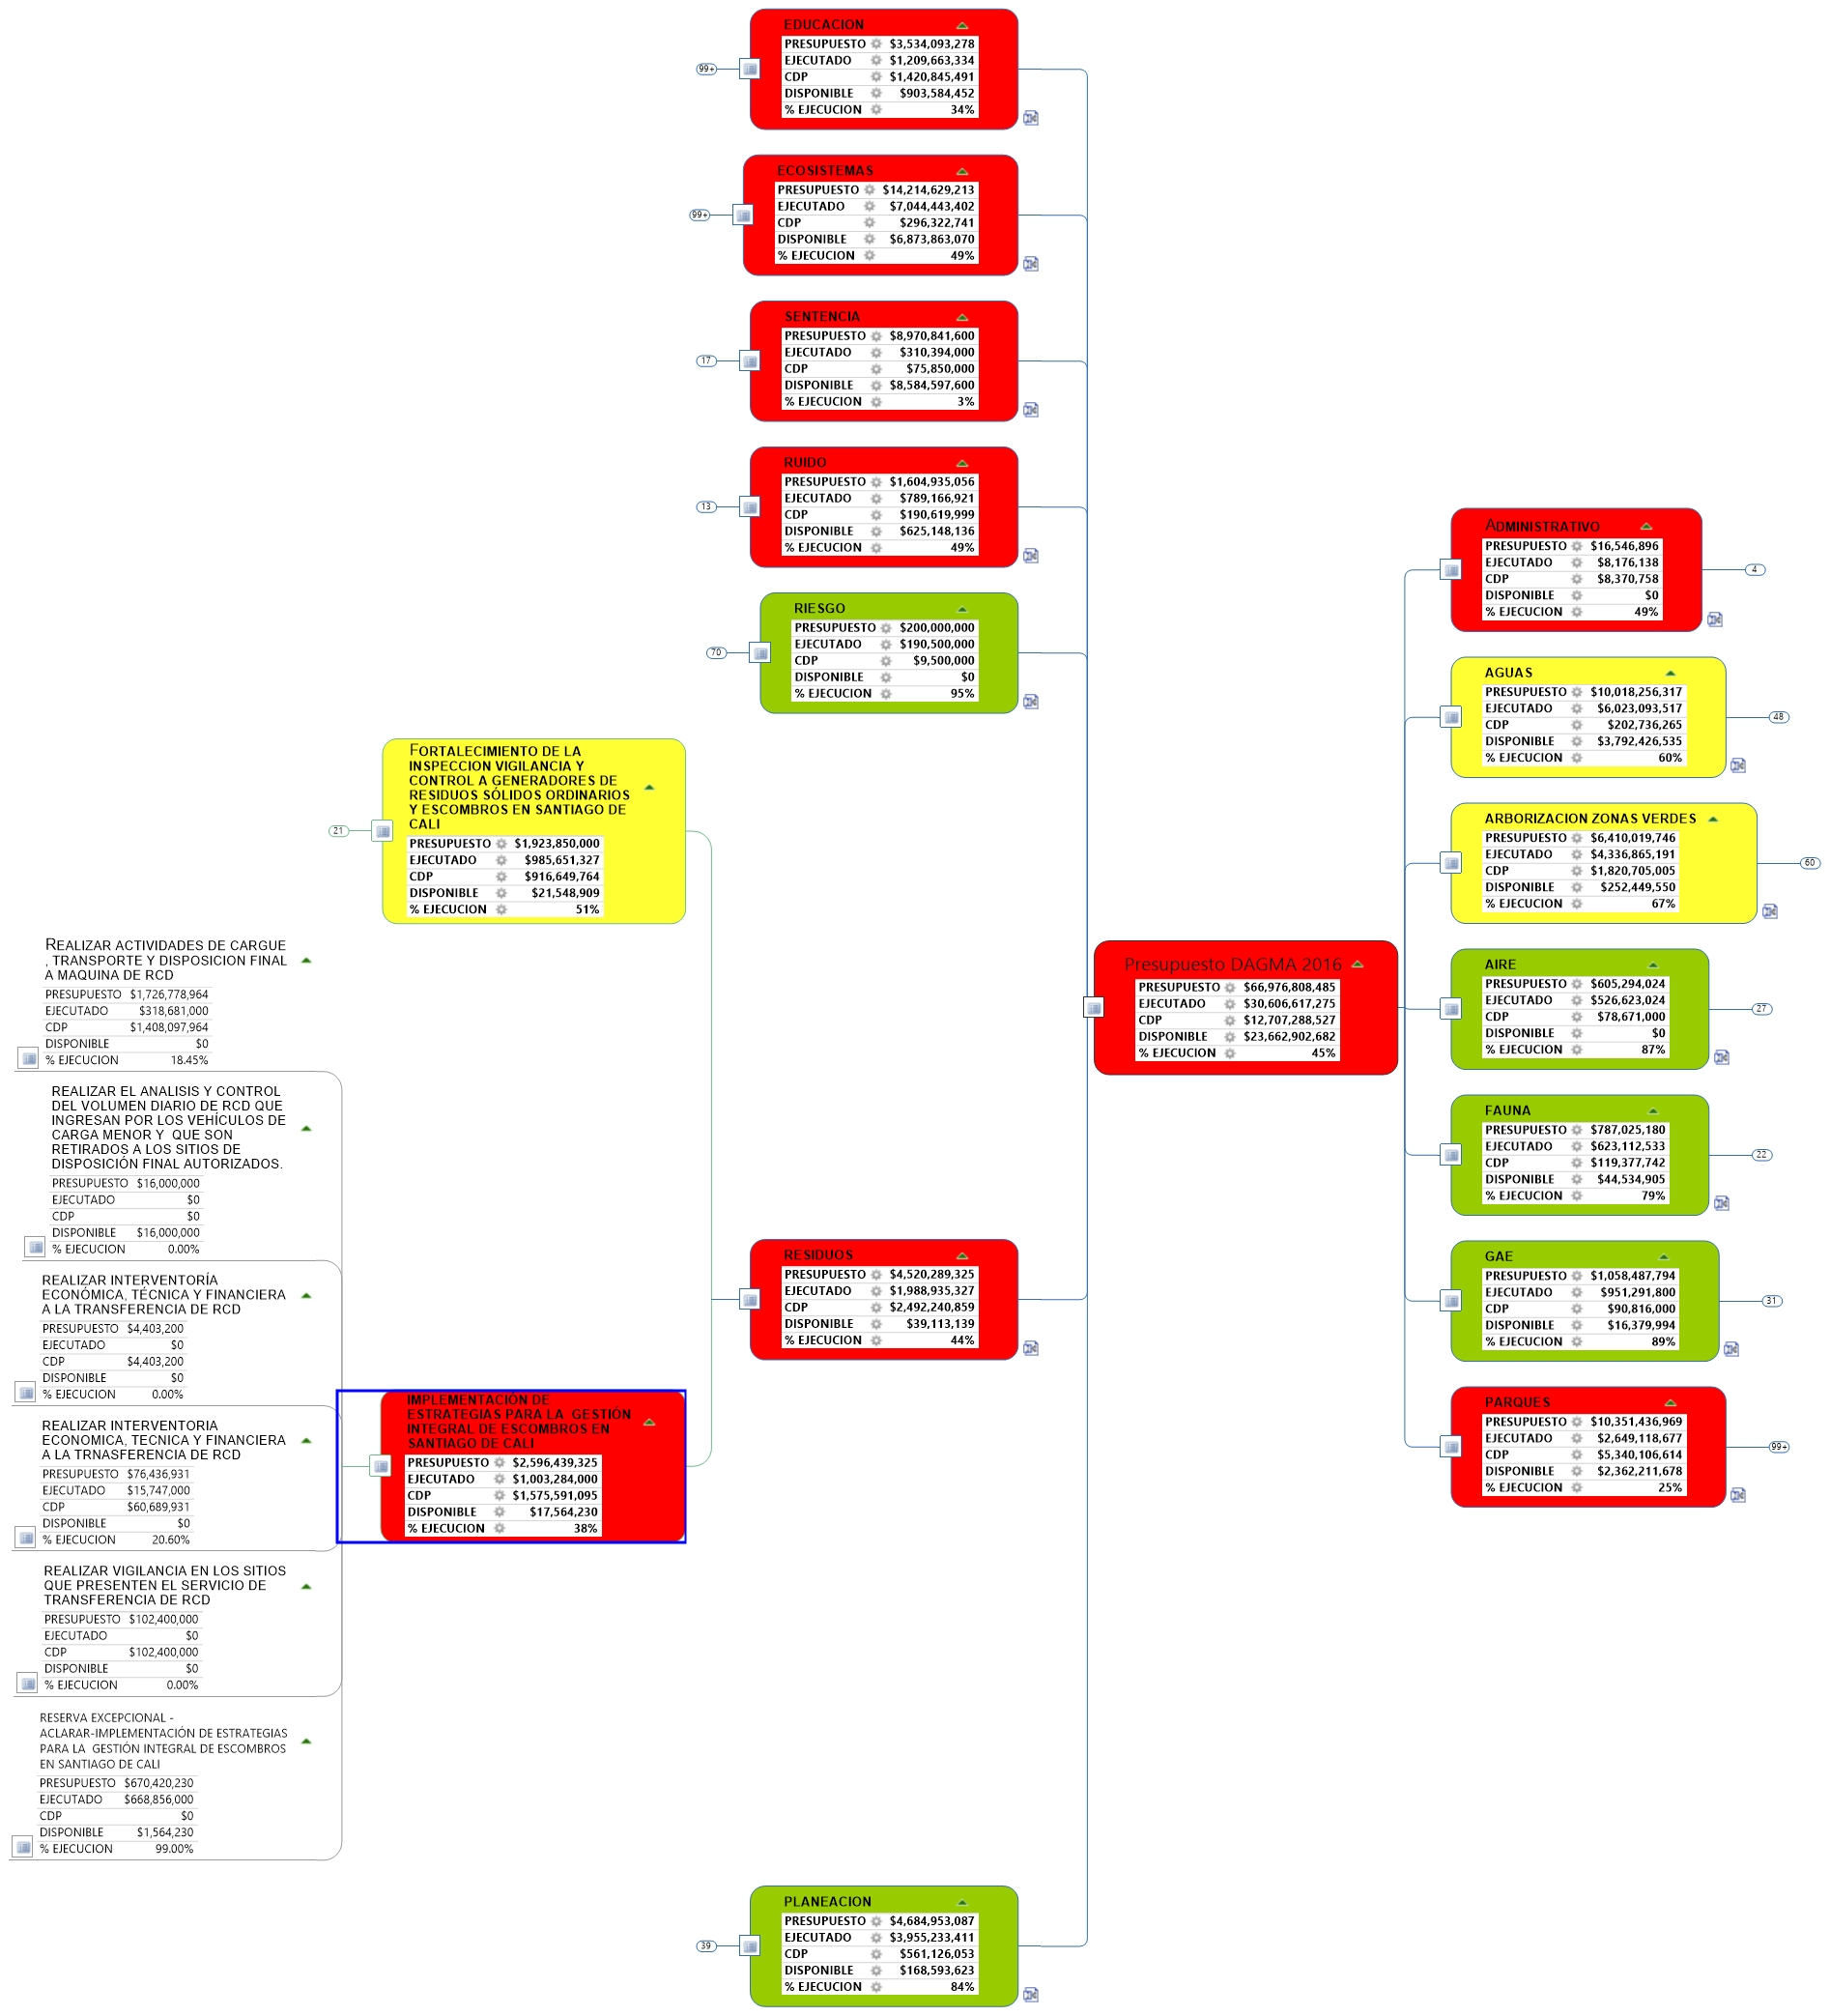 EDUCACION
PRESUPUESTO $3,534,093,278
EJECUTADO $1,209,663,334
CDP $1,420,845,491
DISPONIBLE $903,584,452
% EJECUCION 34%
99+
ECOSISTEMAS
PRESUPUESTO $14,214,629,213
EJECUTADO $7,044,443,402
CDP $296,322,741
DISPONIBLE $6,873,863,070
% EJECUCION 49%
99+
SENTENCIA
PRESUPUESTO $8,970,841,600
EJECUTADO $310,394,000
CDP $75,850,000
DISPONIBLE $8,584,597,600
% EJECUCION 3%
17
RUIDO
PRESUPUESTO $1,604,935,056
EJECUTADO $789,166,921
CDP $190,619,999
DISPONIBLE $625,148,136
% EJECUCION 49%
13
RIESGO
PRESUPUESTO $200,000,000
EJECUTADO $190,500,000
CDP $9,500,000
DISPONIBLE $0
% EJECUCION 95%
70
FORTALECIMIENTO DE LA
INSPECCION VIGILANCIA Y
CONTROL A GENERADORES DE
RESIDUOS SÓLIDOS ORDINARIOS
Y ESCOMBROS EN SANTIAGO DE
CALI
PRESUPUESTO $1,923,850,000
EJECUTADO $985,651,327
CDP $916,649,764
DISPONIBLE $21,548,909
% EJECUCION 51%
21
REALIZAR ACTIVIDADES DE CARGUE
, TRANSPORTE Y DISPOSICION FINAL
A MAQUINA DE RCD
PRESUPUESTO $1,726,778,964
EJECUTADO $318,681,000
CDP $1,408,097,964
DISPONIBLE $0
% EJECUCION 18.45%
REALIZAR EL ANALISIS Y CONTROL
DEL VOLUMEN DIARIO DE RCD QUE
INGRESAN POR LOS VEHÍCULOS DE
CARGA MENOR Y QUE SON
RETIRADOS A LOS SITIOS DE
DISPOSICIÓN FINAL AUTORIZADOS.
PRESUPUESTO $16,000,000
EJECUTADO $0
CDP $0
DISPONIBLE $16,000,000
% EJECUCION 0.00%
REALIZAR INTERVENTORÍA
ECONÓMICA, TÉCNICA Y FINANCIERA
A LA TRANSFERENCIA DE RCD
PRESUPUESTO $4,403,200
EJECUTADO $0
CDP $4,403,200
DISPONIBLE $0
% EJECUCION 0.00%
REALIZAR INTERVENTORIA
ECONOMICA, TECNICA Y FINANCIERA
A LA TRNASFERENCIA DE RCD
PRESUPUESTO $76,436,931
EJECUTADO $15,747,000
CDP $60,689,931
DISPONIBLE $0
% EJECUCION 20.60%
REALIZAR VIGILANCIA EN LOS SITIOS
QUE PRESENTEN EL SERVICIO DE
TRANSFERENCIA DE RCD
PRESUPUESTO $102,400,000
EJECUTADO $0
CDP $102,400,000
DISPONIBLE $0
% EJECUCION 0.00%
RESERVA EXCEPCIONAL -
ACLARAR-IMPLEMENTACIÓN DE ESTRATEGIAS
PARA LA GESTIÓN INTEGRAL DE ESCOMBROS
EN SANTIAGO DE CALI
PRESUPUESTO $670,420,230
EJECUTADO $668,856,000
CDP $0
DISPONIBLE $1,564,230
% EJECUCION 99.00%
IMPLEMENTACIÓN DE
ESTRATEGIAS PARA LA GESTIÓN
INTEGRAL DE ESCOMBROS EN
SANTIAGO DE CALI
PRESUPUESTO $2,596,439,325
EJECUTADO $1,003,284,000
CDP $1,575,591,095
DISPONIBLE $17,564,230
% EJECUCION 38%
RESIDUOS
PRESUPUESTO $4,520,289,325
EJECUTADO $1,988,935,327
CDP $2,492,240,859
DISPONIBLE $39,113,139
% EJECUCION 44%
PLANEACION
PRESUPUESTO $4,684,953,087
EJECUTADO $3,955,233,411
CDP $561,126,053
DISPONIBLE $168,593,623
% EJECUCION 84%
39
Presupuesto DAGMA 2016
PRESUPUESTO $66,976,808,485
EJECUTADO $30,606,617,275
CDP $12,707,288,527
DISPONIBLE $23,662,902,682
% EJECUCION 45%
ADMINISTRATIVO
PRESUPUESTO $16,546,896
EJECUTADO $8,176,138
CDP $8,370,758
DISPONIBLE $0
% EJECUCION 49%
4
AGUAS
PRESUPUESTO $10,018,256,317
EJECUTADO $6,023,093,517
CDP $202,736,265
DISPONIBLE $3,792,426,535
% EJECUCION 60%
48
ARBORIZACION ZONAS VERDES
PRESUPUESTO $6,410,019,746
EJECUTADO $4,336,865,191
CDP $1,820,705,005
DISPONIBLE $252,449,550
% EJECUCION 67%
60
AIRE
PRESUPUESTO $605,294,024
EJECUTADO $526,623,024
CDP $78,671,000
DISPONIBLE $0
% EJECUCION 87%
27
FAUNA
PRESUPUESTO $787,025,180
EJECUTADO $623,112,533
CDP $119,377,742
DISPONIBLE $44,534,905
% EJECUCION 79%
22
GAE
PRESUPUESTO $1,058,487,794
EJECUTADO $951,291,800
CDP $90,816,000
DISPONIBLE $16,379,994
% EJECUCION 89%
31
PARQUES
PRESUPUESTO $10,351,436,969
EJECUTADO $2,649,118,677
CDP $5,340,106,614
DISPONIBLE $2,362,211,678
% EJECUCION 25%
99+